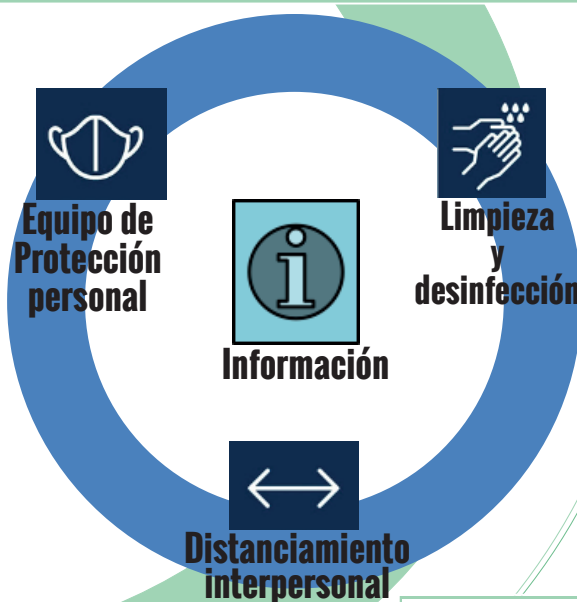 Equipo de
Protección
personal
Limpieza
y
desinfección
Información
Distanciamiento
interpersonal